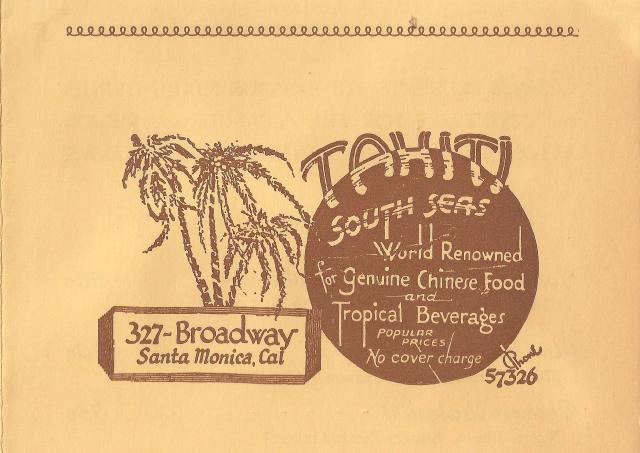 TAHITI
SOUTH SEAS
World Renowned
for Genuine Chinese Food
and
Tropical Beverages
POPULAR
PRICES
No cover charge
Phone
57326
327-Broadway
Santa Monica, Cal